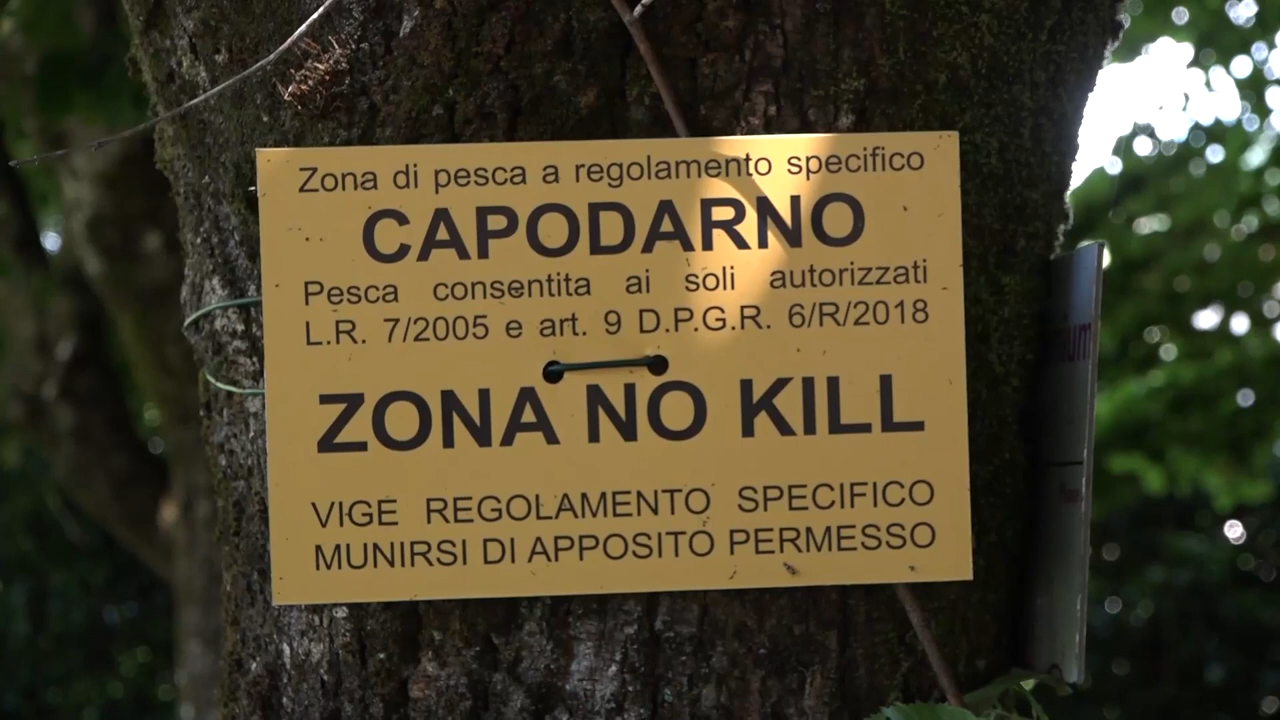 Zona di pesca a regolamento specifico
CAPODARNO
Pesca consentita ai soli autorizzati
L.R. 7/2005 e art. 9 D.P.G.R. 6/R/2018
ZONA NO KILL
VIGE REGOLAMENTO SPECIFICO
MUNIRSI DI APPOSITO PERMESSO